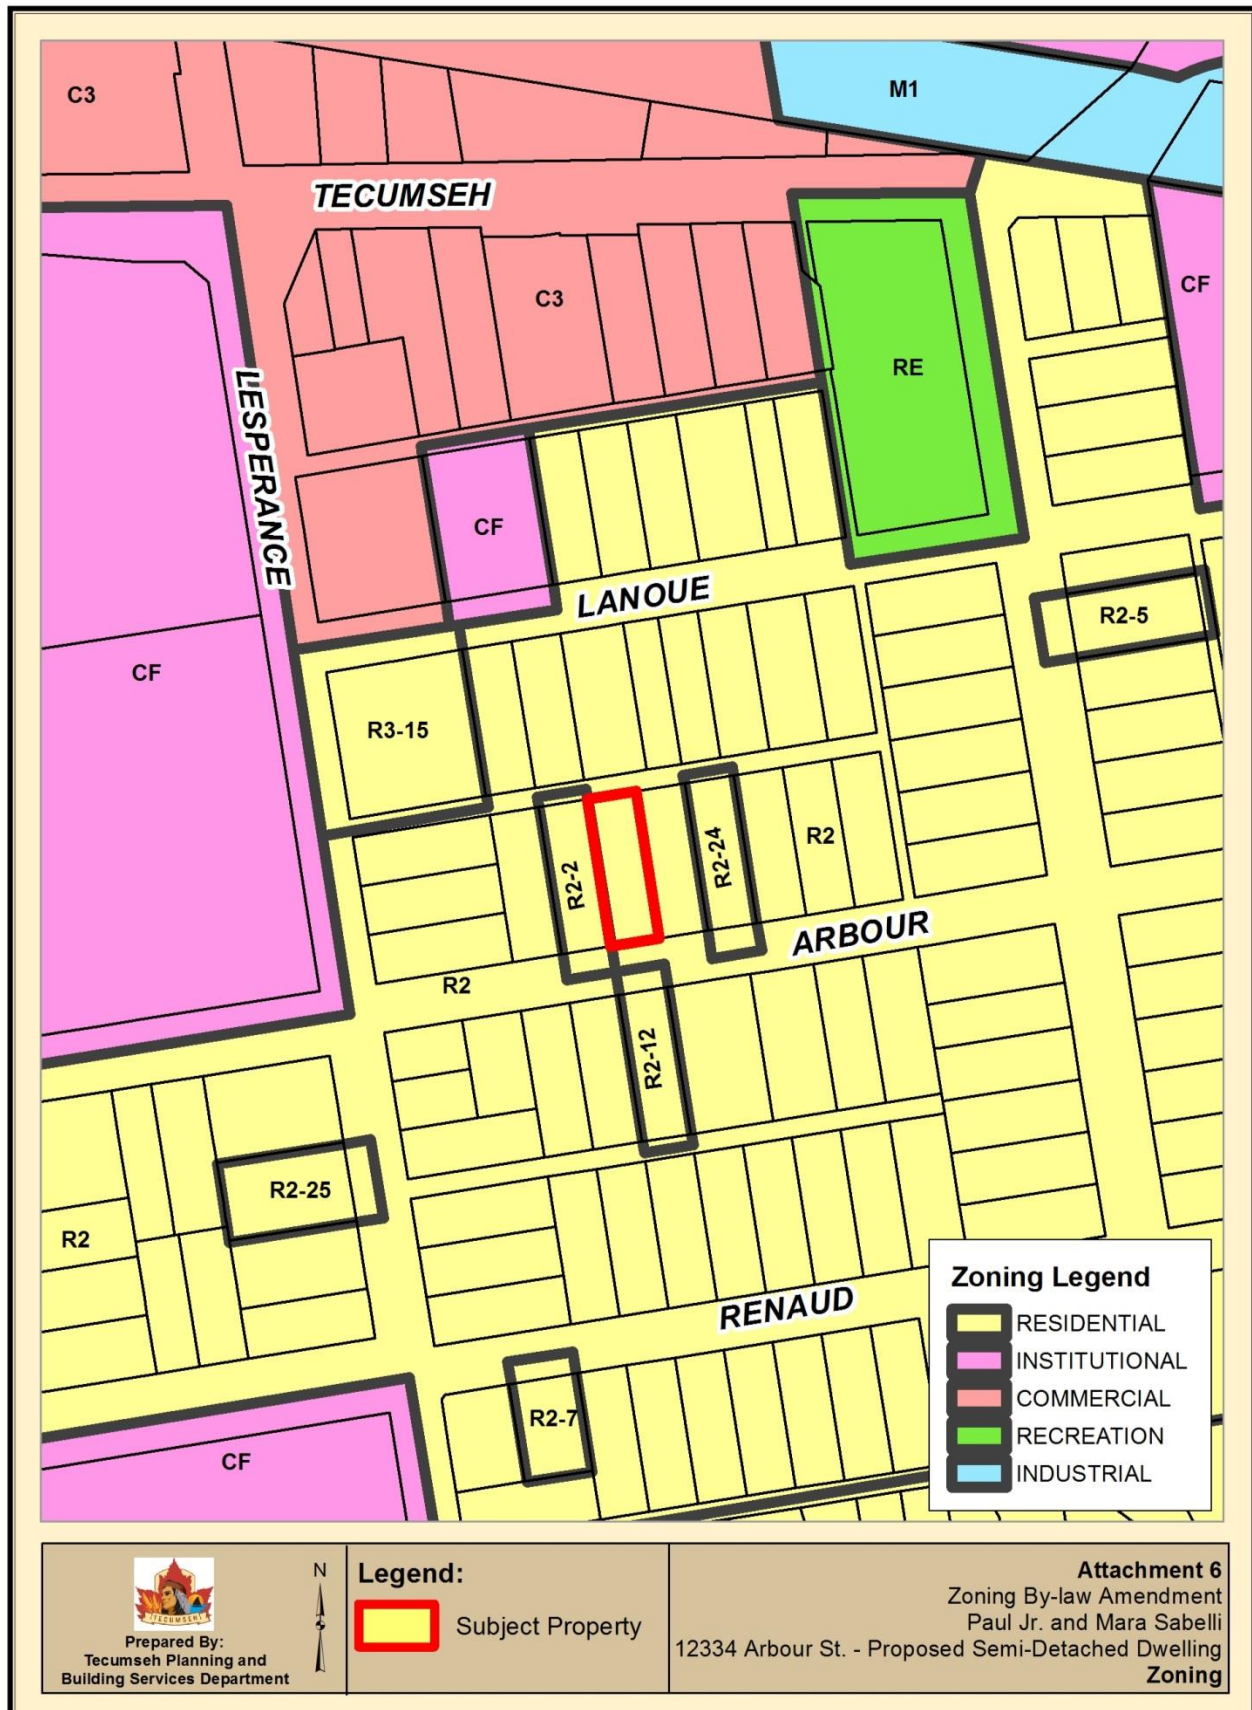 C3
M1
TECUMSEH
CF
C3
RE
LESPERANCE
CF
LANOUE
R2-5
CF
R3-15
R2-2
R2-24
R2
ARBOUR
R2
R2-12
R2-25
R2
RENAUD
R2-7
CF
Zoning Legend
RESIDENTIAL
INSTITUTIONAL
COMMERCIAL
RECREATION
INDUSTRIAL
TECUMSEH
Prepared By:
Tecumseh Planning and
Building Services Department
N
Legend:
Subject Property
Attachment 6
Zoning By-law Amendment
Paul Jr. and Mara Sabelli
12334 Arbour St. - Proposed Semi-Detached Dwelling
Zoning